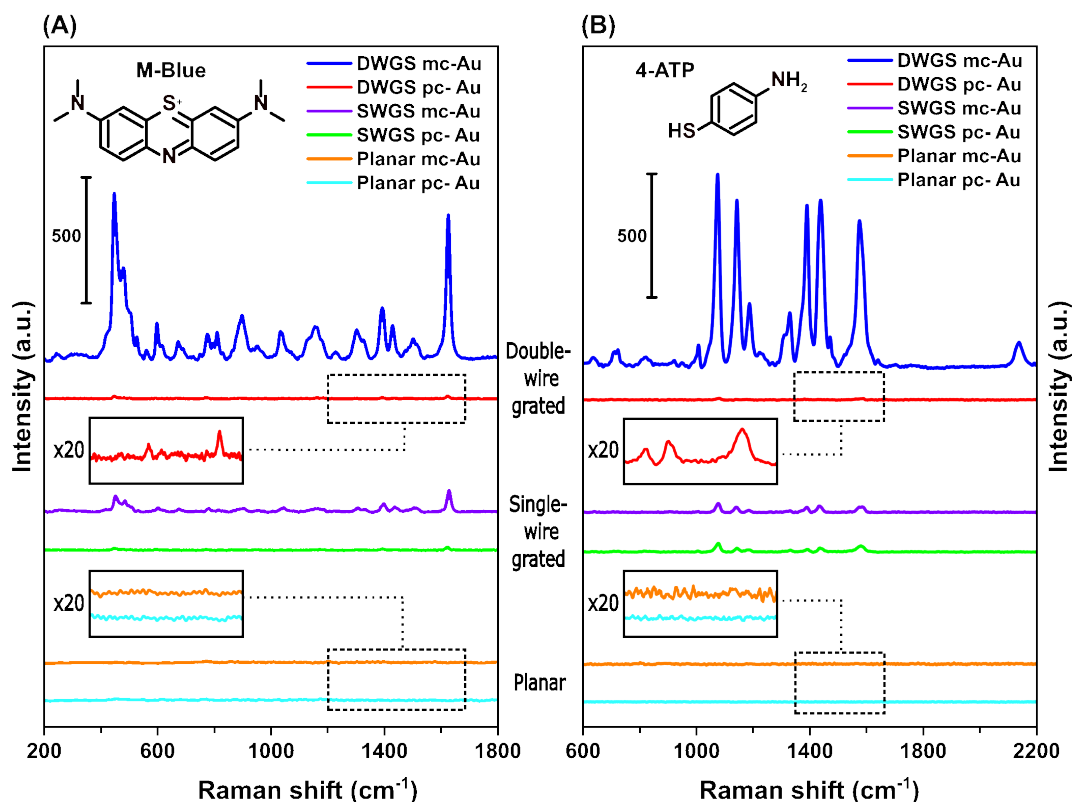 (A)
M-Blue
N
S+
N
N
DWGS mc-Au
DWGS pc- Au
SWGS mc-Au
SWGS pc- Au
Planar mc-Au
Planar pc- Au
500
x20
x20
Intensity (a.u.)
200 600 1000 1400 1800
Raman shift (cm-1)
Double-
wire
grated
Single-
wire
grated
Planar
(B)
4-ATP
NH2
HS
DWGS mc-Au
DWGS pc- Au
SWGS mc-Au
SWGS pc- Au
Planar mc-Au
Planar pc- Au
500
x20
x20
Intensity (a.u.)
600 1000 1400 1800 2200
Raman shift (cm-1)